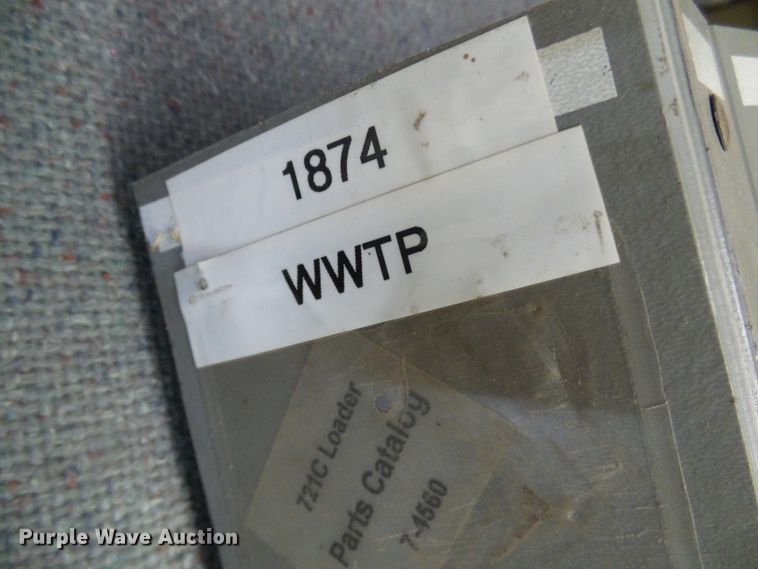 1874
WWTP
721C Loader
Parts Catalog
7-4560
Purple Wave Auction